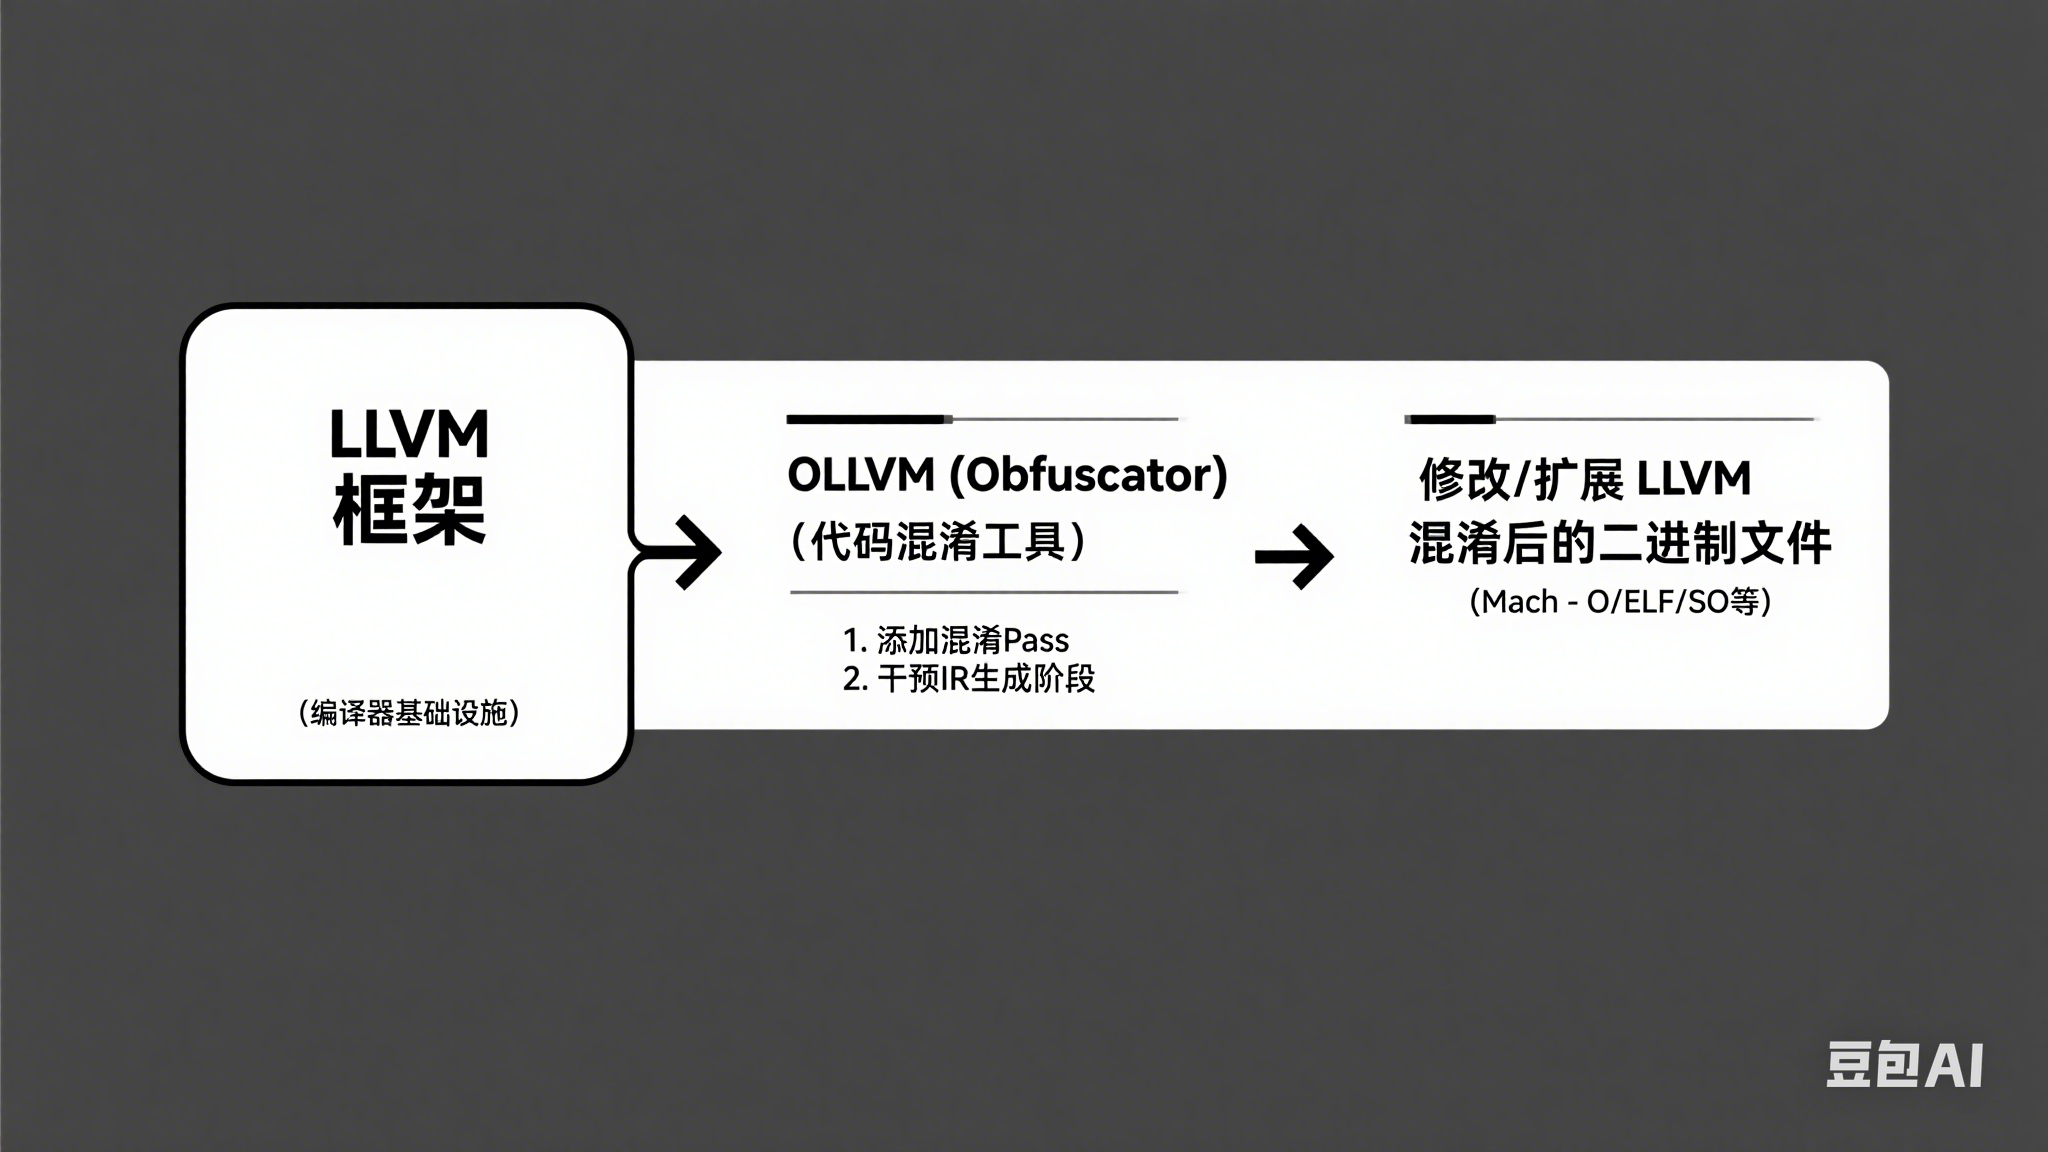 LLVM
框架
(编译器基础设施)
OLLVM (Obfuscator)
(代码混淆工具)
1. 添加混淆Pass
2. 干预IR生成阶段
修改/扩展 LLVM
混淆后的二进制文件
(Mach - O/ELF/SO等)
豆包AI